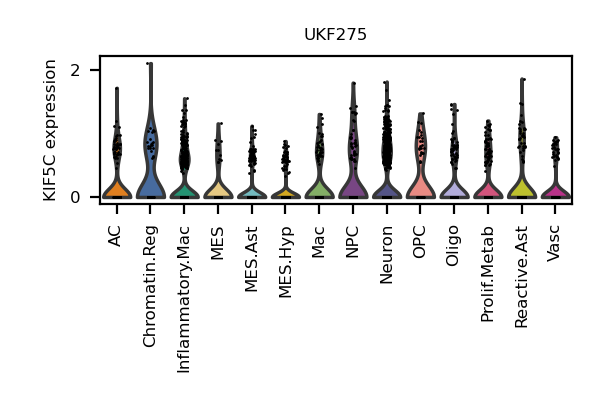 UKF275
KIF5C expression
2
0
AC
Chromatin.Reg
Inflammatory.Mac
MES
MES.Ast
MES.Hyp
Mac
NPC
Neuron
OPC
Oligo
Prolif.Metab
Reactive.Ast
Vasc